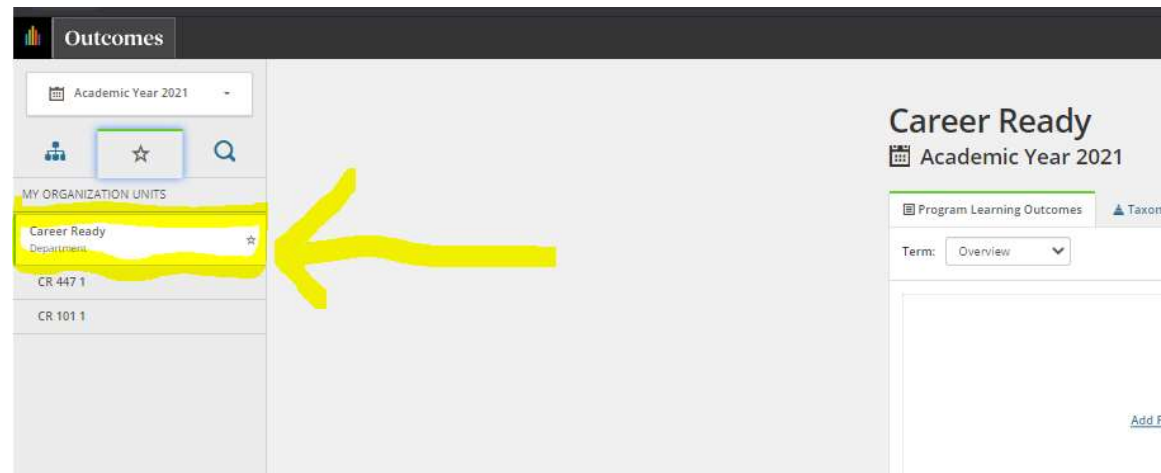 Outcomes
Academic Year 2021
MY ORGANIZATION UNITS
Career Ready
Department
CR 447 1
CR 101 1
Career Ready
Academic Year 2021
Program Learning Outcomes
Term: Overview
Add